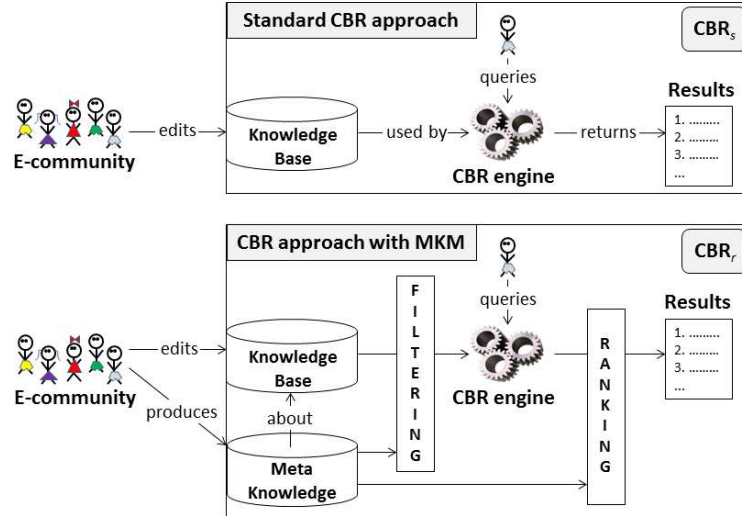 Standard CBR approach
CBRs
queries
Results
E-community
edits
Knowledge
Base
used by
CBR engine
returns
1. .........
2. .........
3. .........
...
CBR approach with MKM
CBRr
queries
Results
E-community
edits
produces
Knowledge
Base
about
Meta
Knowledge
FILTERING
CBR engine
RANKING
1. .........
2. .........
3. .........
...